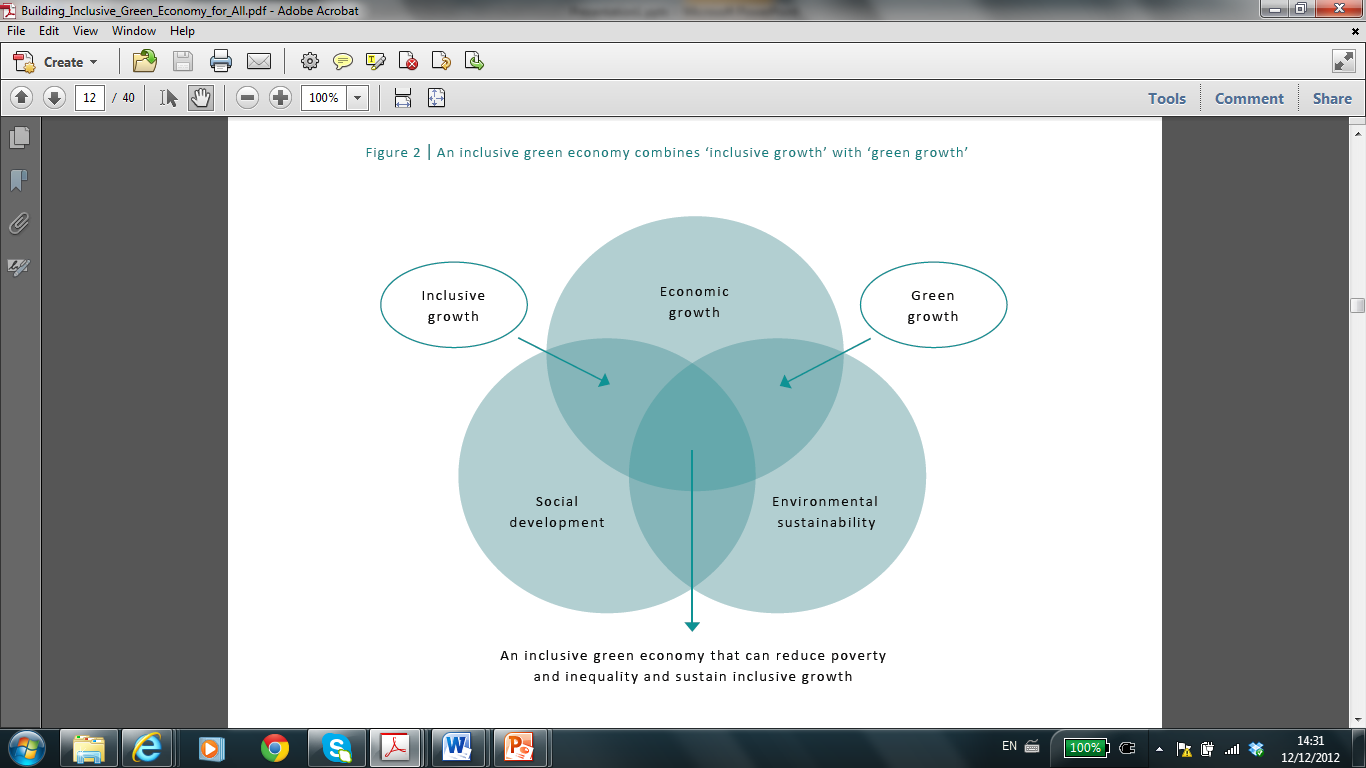 Building_Inclusive_Green_Economy_for_All.pdf - Adobe Acrobat
File Edit View Window Help
Create
12 / 40 100% Tools Comment Share
Figure 2 | An inclusive green economy combines ‘inclusive growth’ with ‘green growth’
Inclusive
growth
Economic
growth
Green
growth
Social
development
Environmental
sustainability
An inclusive green economy that can reduce poverty
and inequality and sustain inclusive growth
EN 100% 14:31
12/12/2012